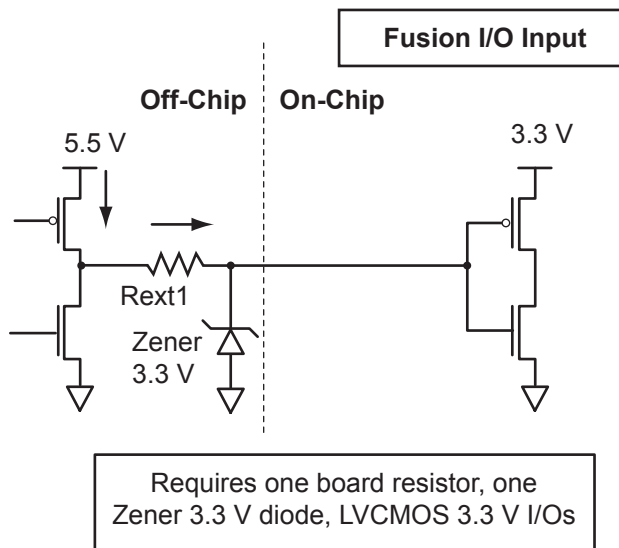 Fusion I/O Input
Off-Chip
On-Chip
5.5 V
3.3 V
Rext1
Zener
3.3 V
Requires one board resistor, one
Zener 3.3 V diode, LVCMOS 3.3 V I/Os